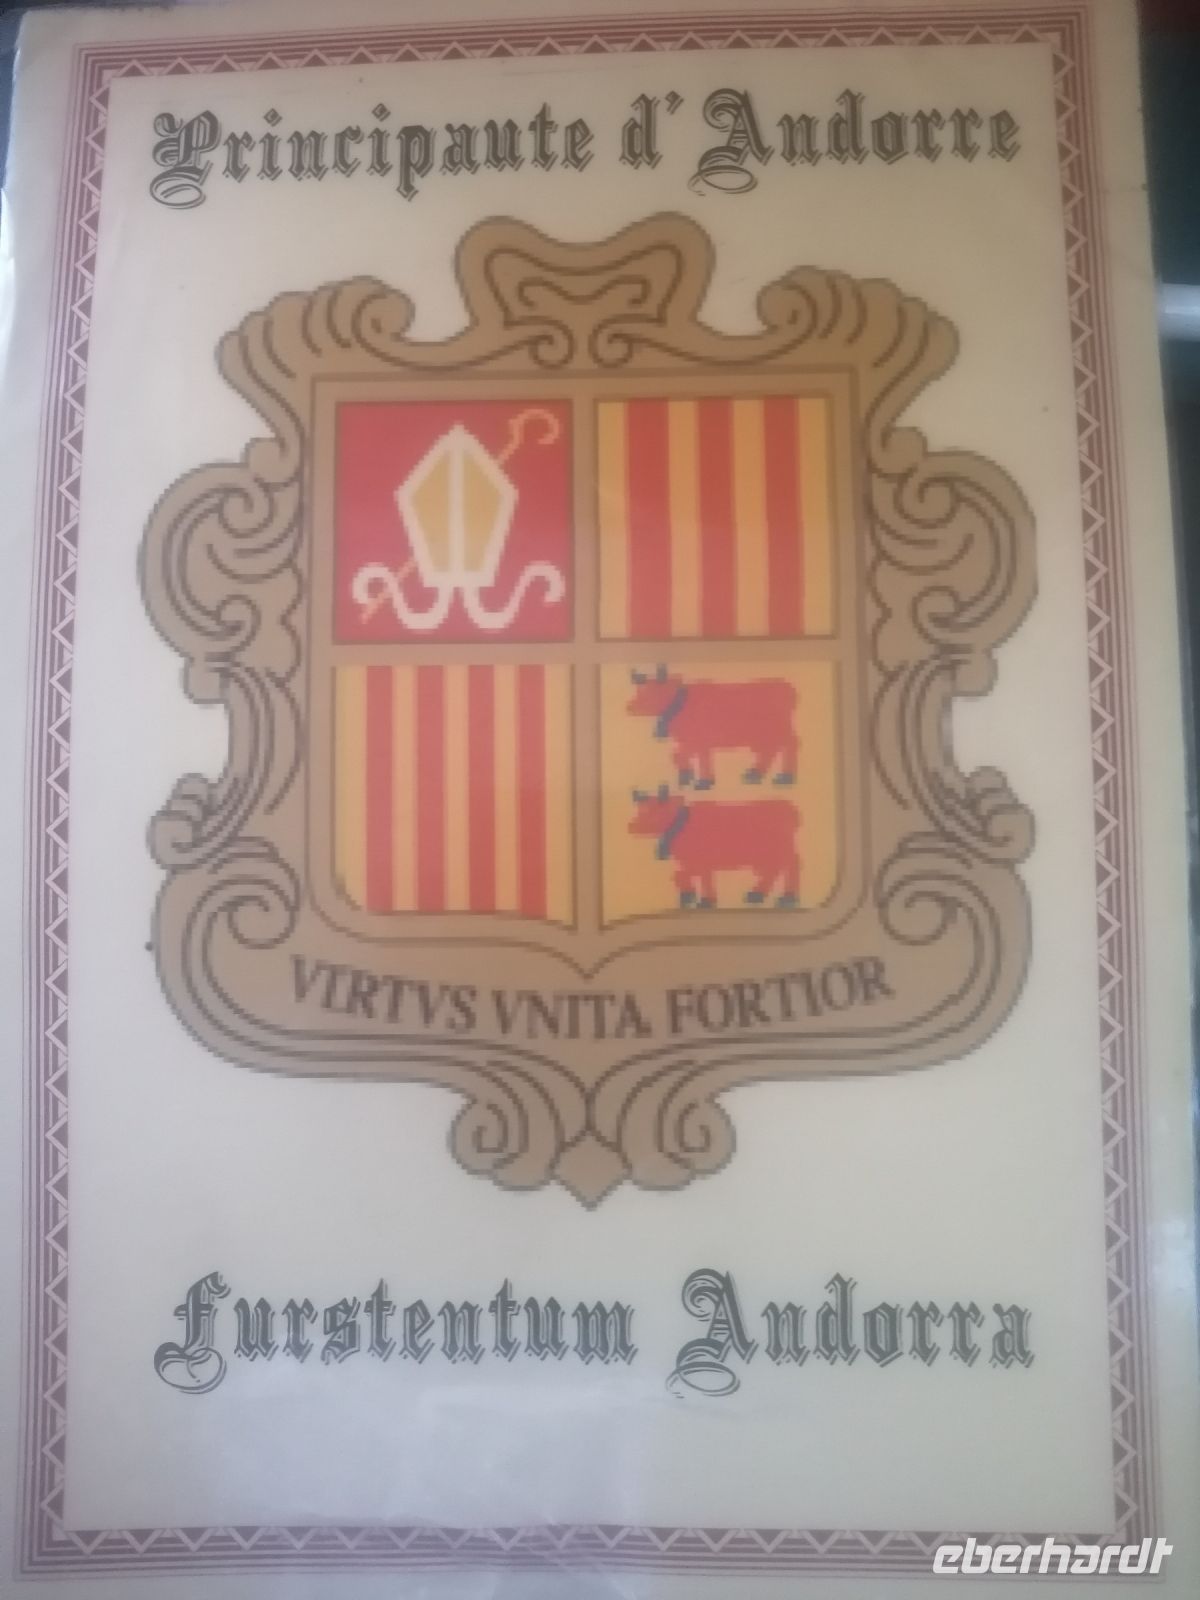 Principaute d'Andorre
VIRTVS VNITA FORTIOR
Furstentum Andorra
eberhardt